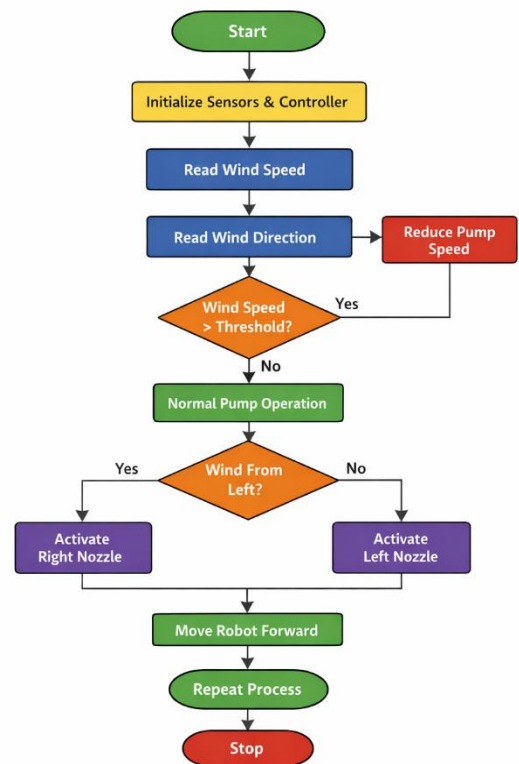 Start
Initialize Sensors & Controller
Read Wind Speed
Read Wind Direction
Reduce Pump
Speed
Wind Speed
> Threshold?
Yes
No
Normal Pump Operation
Yes
Wind From
Left?
No
Activate
Right Nozzle
Activate
Left Nozzle
Move Robot Forward
Repeat Process
Stop